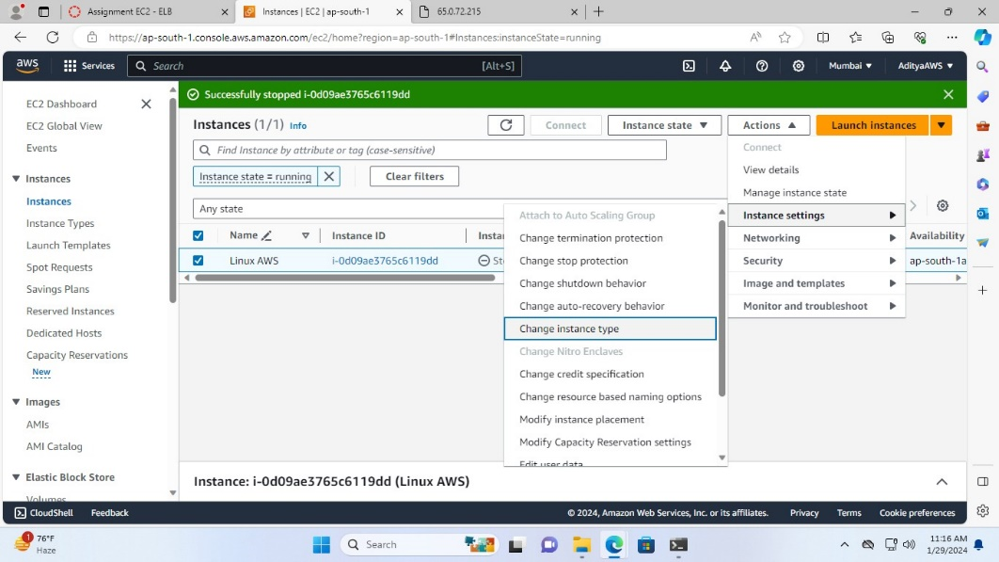 Assignment EC2 - ELB
Instances | EC2 | ap-south-1
65.0.72.215
https://ap-south-1.console.aws.amazon.com/ec2/home?region=ap-south-1#Instances:instanceState=running
aws
Services
Search
[Alt+S]
Mumbai
AdityaAWS
EC2 Dashboard
EC2 Global View
Events
Instances
Instances
Instance Types
Launch Templates
Spot Requests
Savings Plans
Reserved Instances
Dedicated Hosts
Capacity Reservations
New
Images
AMIs
AMI Catalog
Elastic Block Store
Volumes
Successfully stopped i-0d09ae3765c6119dd
Instances (1/1) Info
Connect
Instance state
Actions
Launch instances
Find Instance by attribute or tag (case-sensitive)
Instance state = running
Clear filters
Any state
Name
Instance ID
Instan
Availability
Linux AWS
i-0d09ae3765c6119dd
Sto
ap-south-1a
Connect
View details
Manage instance state
Instance settings
Networking
Security
Image and templates
Monitor and troubleshoot
Attach to Auto Scaling Group
Change termination protection
Change stop protection
Change shutdown behavior
Change auto-recovery behavior
Change instance type
Change Nitro Enclaves
Change credit specification
Change resource based naming options
Modify instance placement
Modify Capacity Reservation settings
Edit user data
Instance: i-0d09ae3765c6119dd (Linux AWS)
CloudShell
Feedback
© 2024, Amazon Web Services, Inc. or its affiliates.
Privacy
Terms
Cookie preferences
1
76°F
Haze
Search
11:16 AM
1/29/2024